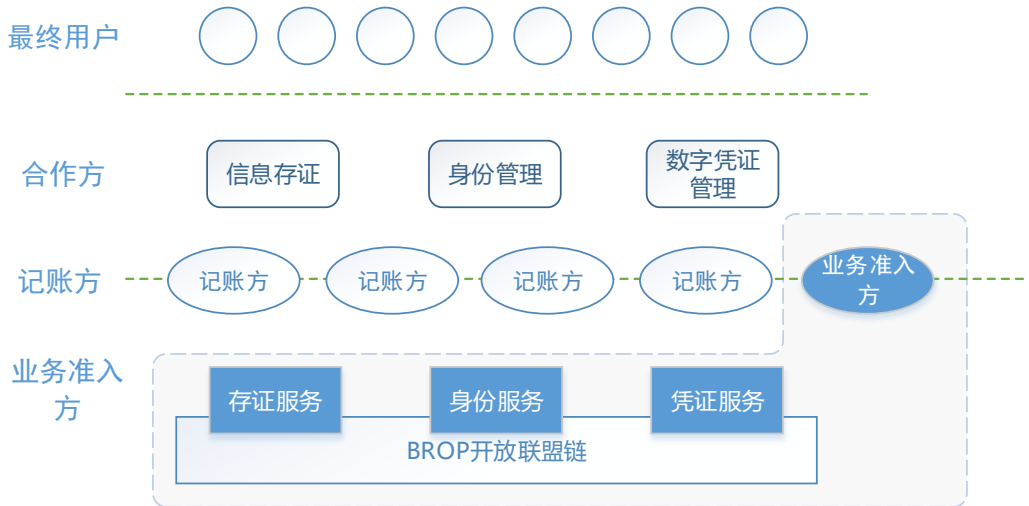 最终用户
合作方
信息存证
身份管理
数字凭证
管理
记账方
记账方
记账方
记账方
记账方
业务准入
方
业务准入
方
存证服务
身份服务
凭证服务
BROP开放联盟链